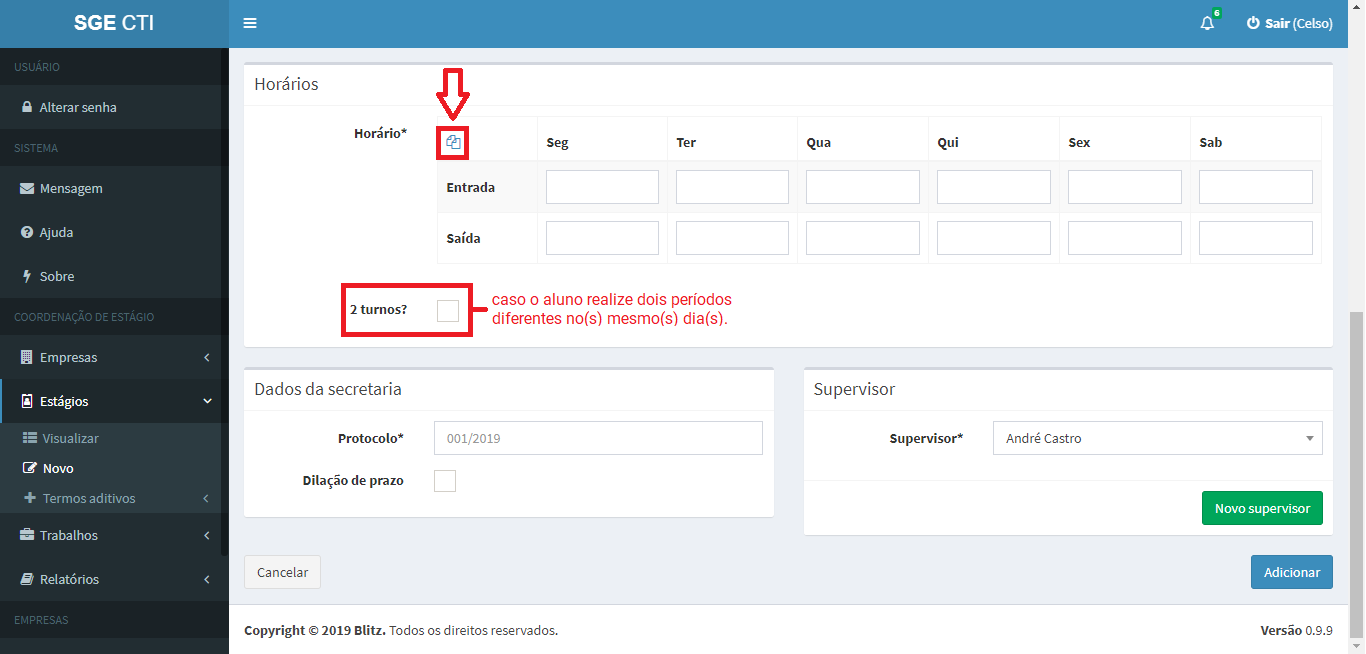 SGE CTI
6
Sair (Celso)
USUÁRIO
Alterar senha
SISTEMA
Mensagem
Ajuda
Sobre
COORDENAÇÃO DE ESTÁGIO
Empresas
Estágios
Visualizar
Novo
Termos aditivos
Trabalhos
Relatórios
EMPRESAS
Horários
Horário*
Seg Ter Qua Qui Sex Sab
Entrada
Saída
2 turnos?
caso o aluno realize dois períodos
diferentes no(s) mesmo(s) dia(s).
Dados da secretaria
Protocolo* 001/2019
Dilação de prazo
Supervisor
Supervisor* André Castro
Novo supervisor
Cancelar
Adicionar
Copyright © 2019 Blitz. Todos os direitos reservados.
Versão 0.9.9